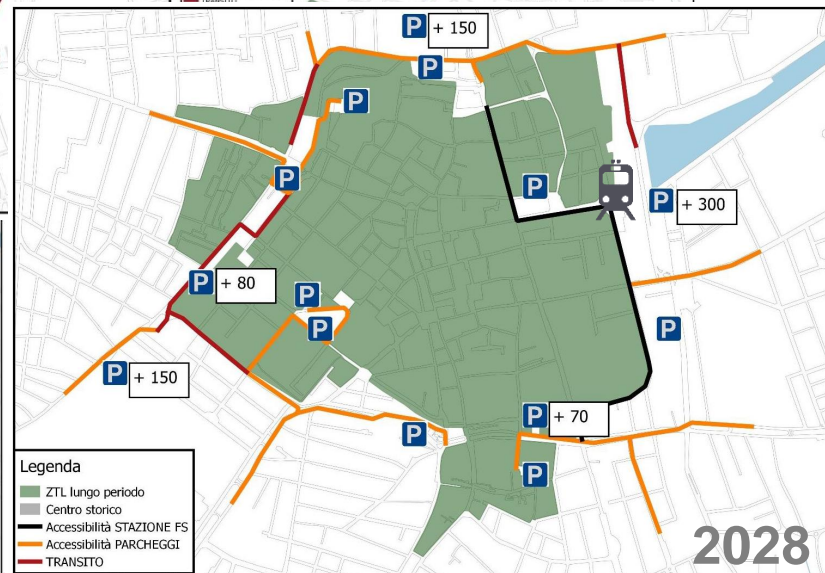 P + 150
P
P
P
P
P + 300
P + 80
P
P
P
P + 150
P + 70
P
P
Legenda
ZTL lungo periodo
Centro storico
Accessibilità STAZIONE FS
Accessibilità PARCHEGGI
TRANSITO
2028